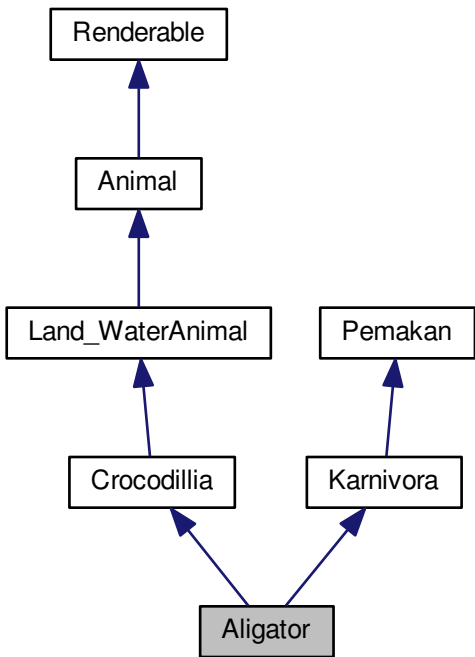 Renderable
Animal
Land_WaterAnimal
Pemakan
Crocodillia
Karnivora
Aligator